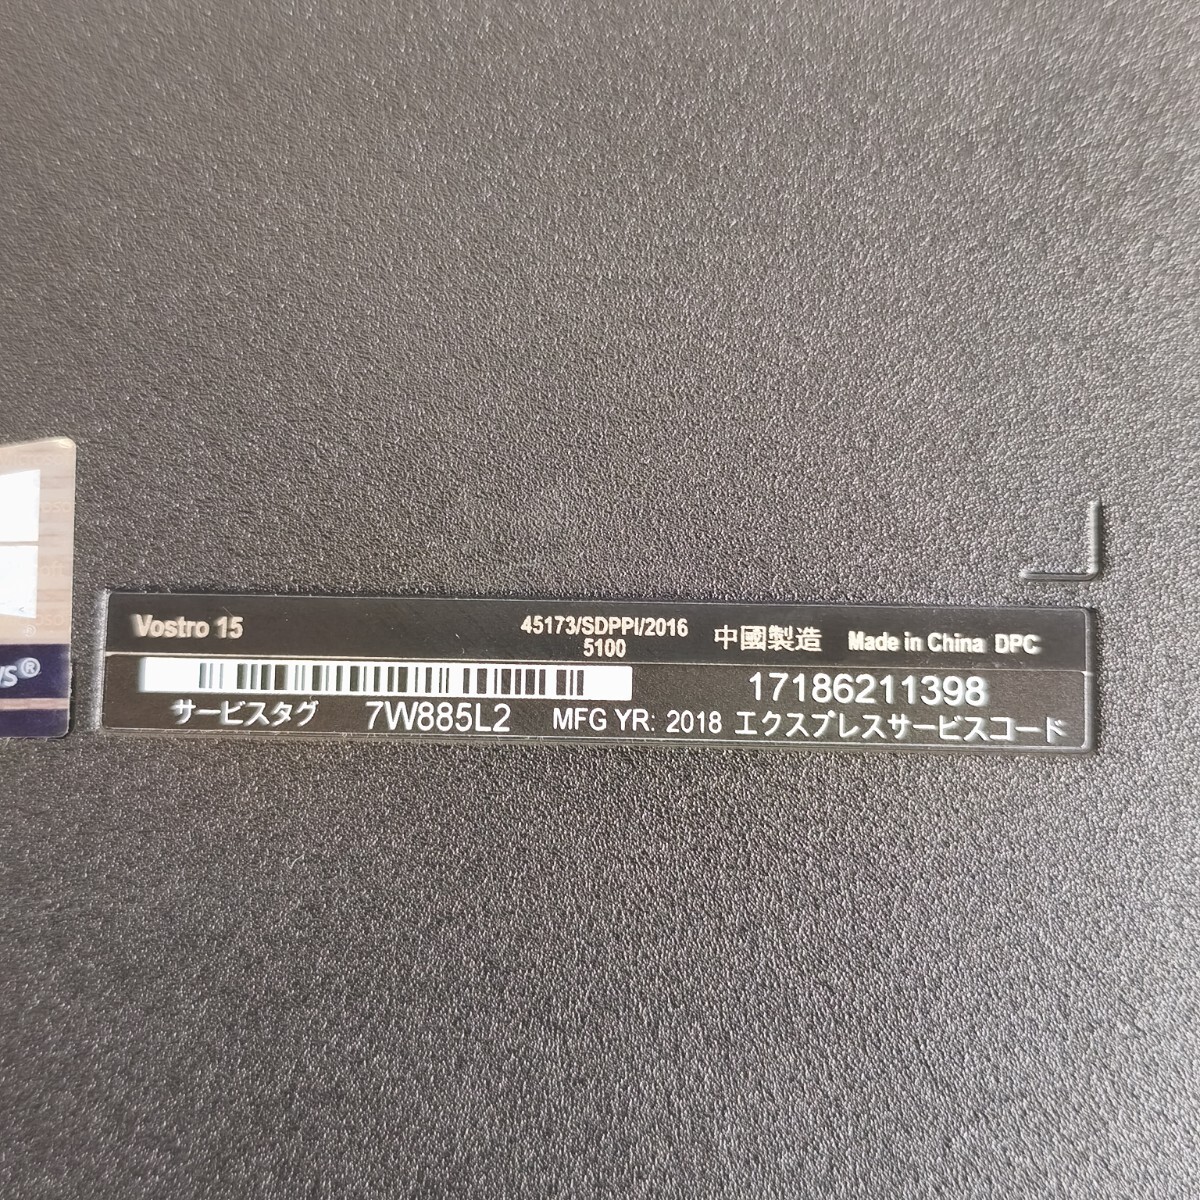 Vostro 15
45173/SDPPI/2016
5100
中國製造 Made in China DPC
17186211398
サービスタグ 7W885L2 MFG YR: 2018 エクスプレスサービスコード
ws®